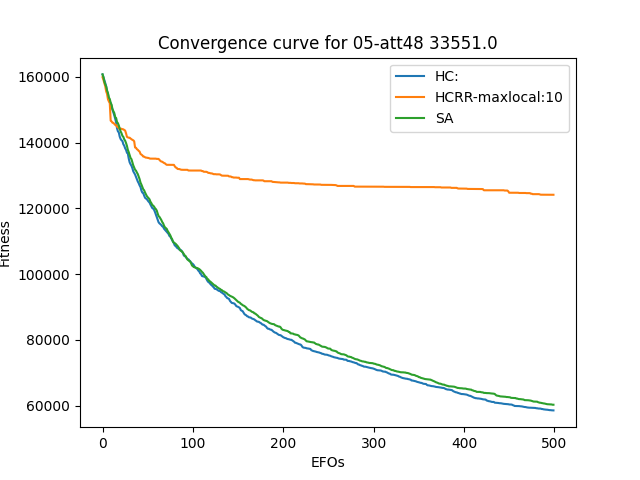 Convergence curve for 05-att48 33551.0
HC:
HCRR-maxlocal:10
SA
160000
140000
120000
100000
80000
60000
Fitness
0
100
200
300
400
500
EFOs